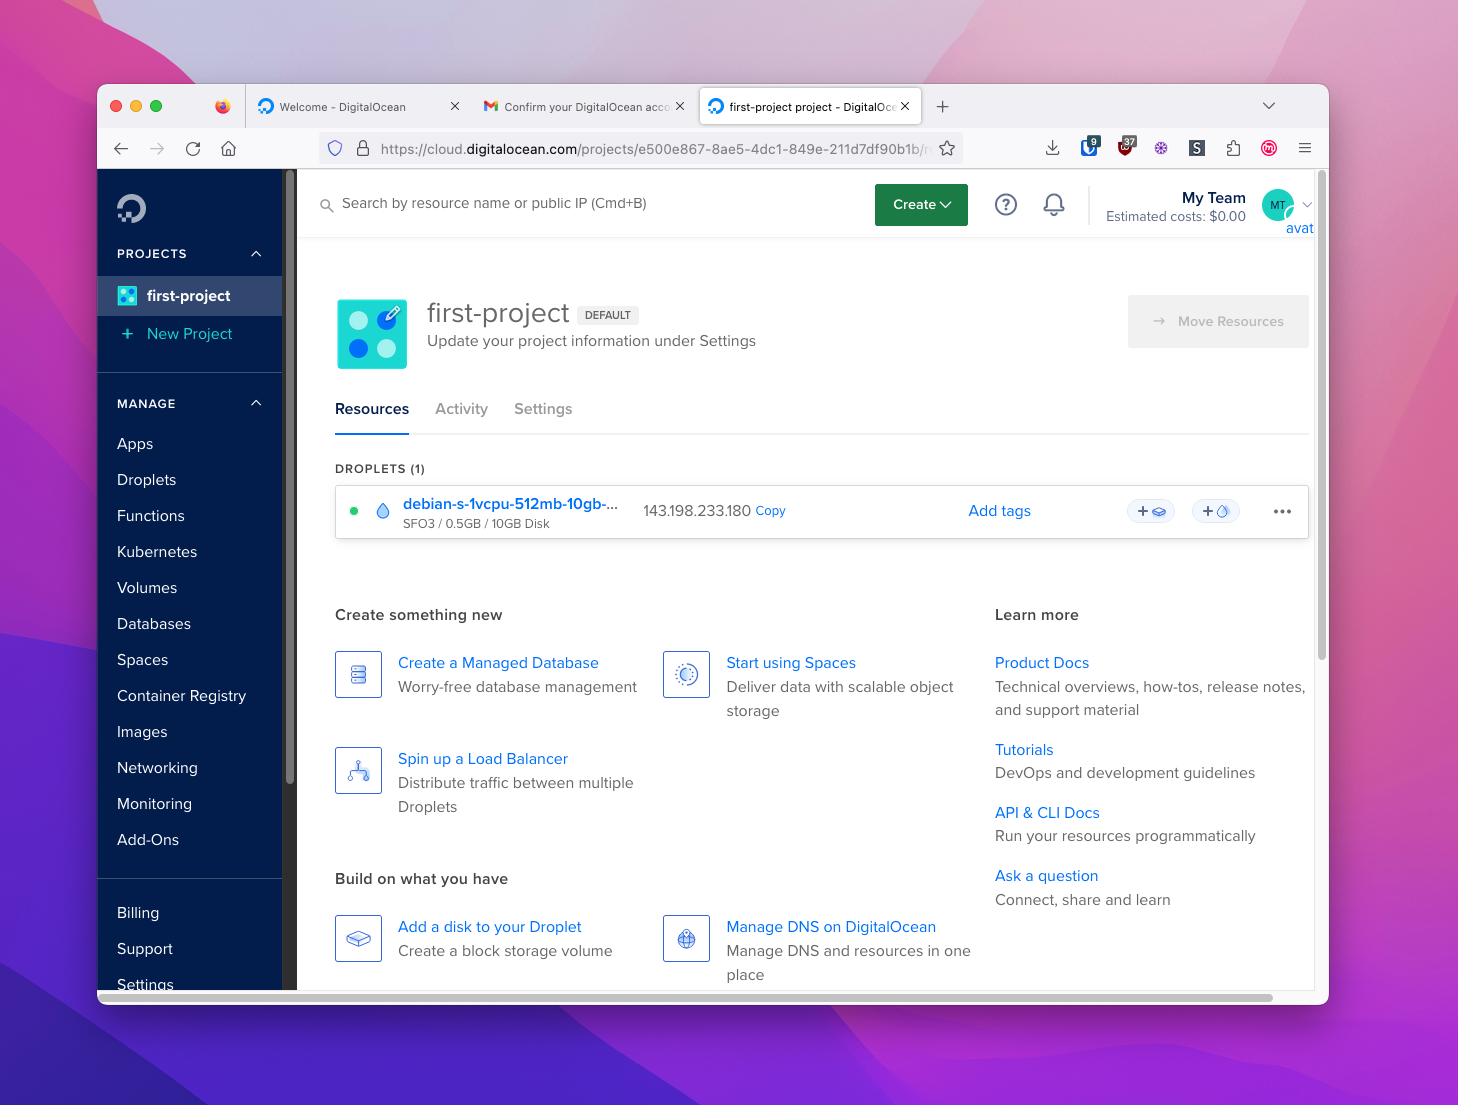 Welcome - DigitalOcean
Confirm your DigitalOcean acco
first-project project - DigitalOce
https://cloud.digitalocean.com/projects/e500e867-8ae5-4dc1-849e-211d7df90b1b/r
9
37
S
Search by resource name or public IP (Cmd+B)
Create
?
My Team
Estimated costs: $0.00
MT
avat
PROJECTS
first-project
+ New Project
MANAGE
Apps
Droplets
Functions
Kubernetes
Volumes
Databases
Spaces
Container Registry
Images
Networking
Monitoring
Add-Ons
Billing
Support
Settings
first-project DEFAULT
Update your project information under Settings
→ Move Resources
Resources Activity Settings
DROPLETS (1)
debian-s-1vcpu-512mb-10gb-...
SFO3 / 0.5GB / 10GB Disk
143.198.233.180 Copy
Add tags
Create something new
Create a Managed Database
Worry-free database management
Start using Spaces
Deliver data with scalable object
storage
Spin up a Load Balancer
Distribute traffic between multiple
Droplets
Build on what you have
Add a disk to your Droplet
Create a block storage volume
Manage DNS on DigitalOcean
Manage DNS and resources in one
place
Learn more
Product Docs
Technical overviews, how-tos, release notes,
and support material
Tutorials
DevOps and development guidelines
API & CLI Docs
Run your resources programmatically
Ask a question
Connect, share and learn